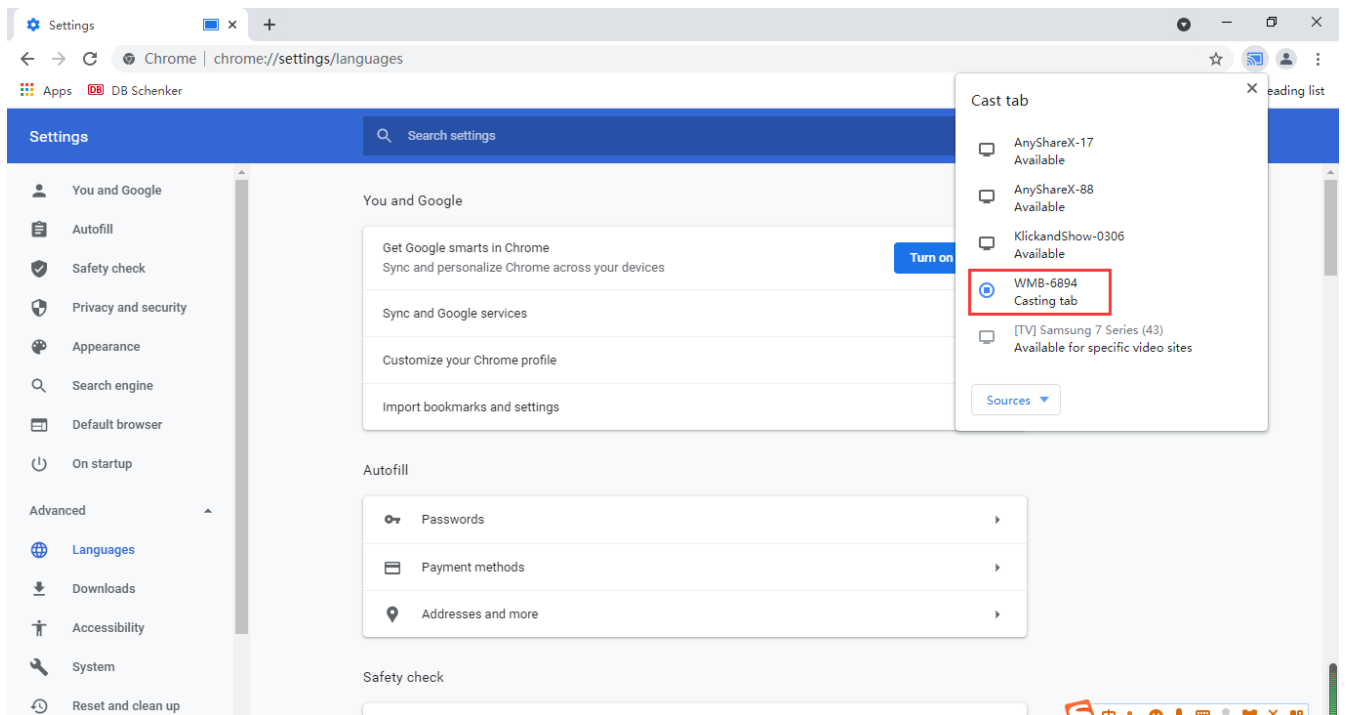 Settings
Chrome | chrome://settings/languages
Apps
DB DB Schenker
eading list
Settings
Search settings
You and Google
Autofill
Safety check
Privacy and security
Appearance
Search engine
Default browser
On startup
Advanced
Languages
Downloads
Accessibility
System
Reset and clean up
You and Google
Get Google smarts in Chrome
Sync and personalize Chrome across your devices
Turn on
Sync and Google services
Customize your Chrome profile
Import bookmarks and settings
Autofill
Passwords
Payment methods
Addresses and more
Safety check
Cast tab
AnyShareX-17
Available
AnyShareX-88
Available
KlickandShow-0306
Available
WMB-6894
Casting tab
[TV] Samsung 7 Series (43)
Available for specific video sites
Sources